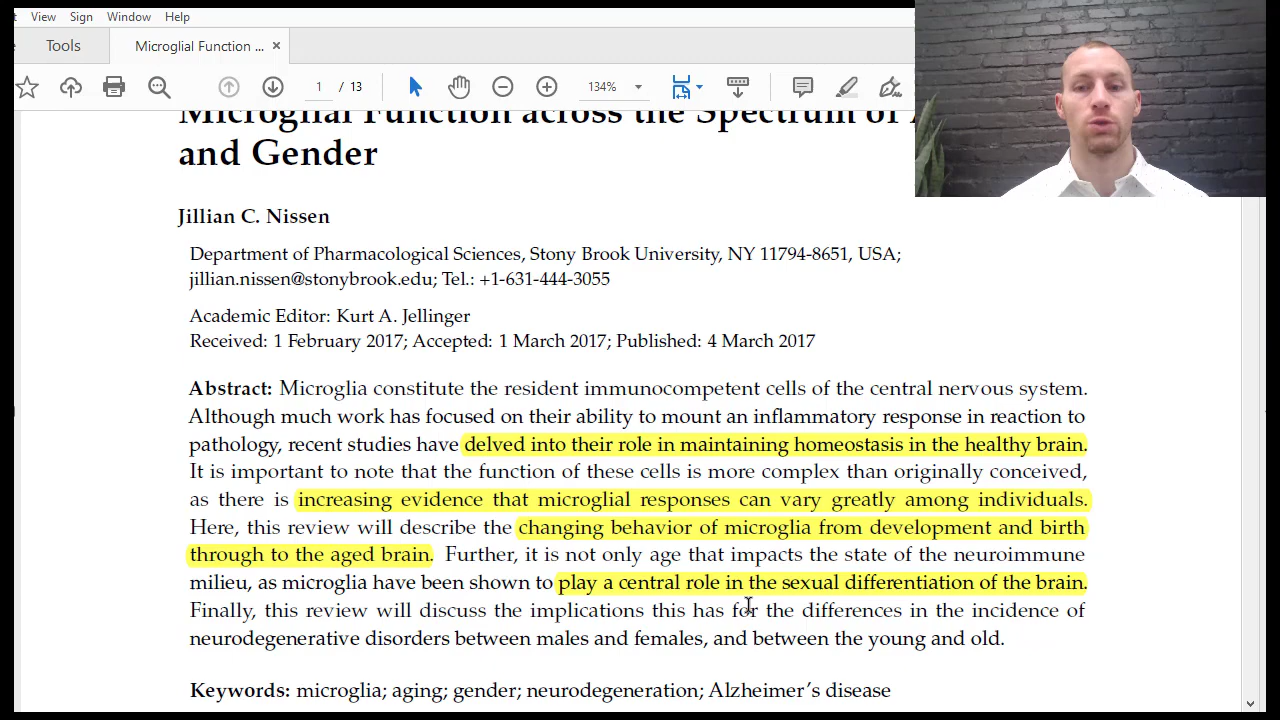 View Sign Window Help
Tools Microglial Function ... ×
1 / 13 134%
Microglial Function across the Spectrum of
and Gender
Jillian C. Nissen
Department of Pharmacological Sciences, Stony Brook University, NY 11794-8651, USA;
jillian.nissen@stonybrook.edu; Tel.: +1-631-444-3055
Academic Editor: Kurt A. Jellinger
Received: 1 February 2017; Accepted: 1 March 2017; Published: 4 March 2017
Abstract: Microglia constitute the resident immunocompetent cells of the central nervous system.
Although much work has focused on their ability to mount an inflammatory response in reaction to
pathology, recent studies have delved into their role in maintaining homeostasis in the healthy brain.
It is important to note that the function of these cells is more complex than originally conceived,
as there is increasing evidence that microglial responses can vary greatly among individuals.
Here, this review will describe the changing behavior of microglia from development and birth
through to the aged brain. Further, it is not only age that impacts the state of the neuroimmune
milieu, as microglia have been shown to play a central role in the sexual differentiation of the brain.
Finally, this review will discuss the implications this has for the differences in the incidence of
neurodegenerative disorders between males and females, and between the young and old.
Keywords: microglia; aging; gender; neurodegeneration; Alzheimer's disease